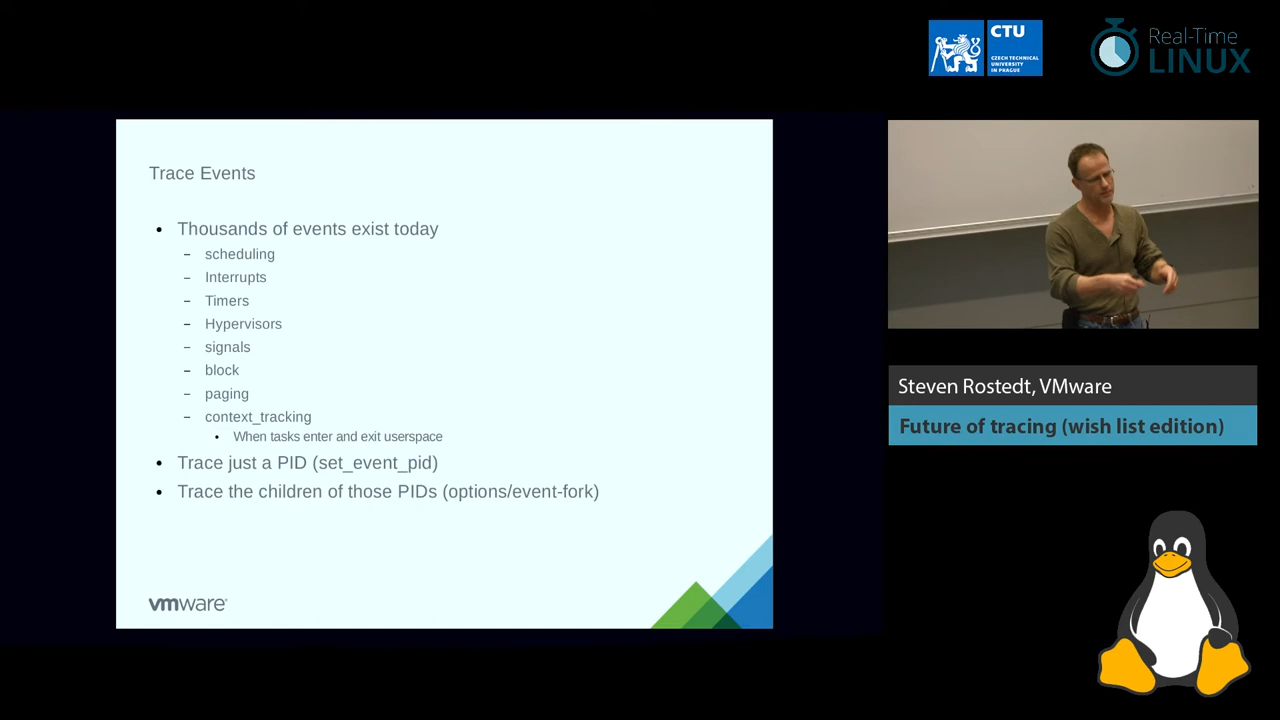 CTU
CZECH TECHNICAL
UNIVERSITY
IN PRAGUE
Real-Time
LINUX
Trace Events
• Thousands of events exist today
– scheduling
– Interrupts
– Timers
– Hypervisors
– signals
– block
– paging
– context_tracking
• When tasks enter and exit userspace
• Trace just a PID (set_event_pid)
• Trace the children of those PIDs (options/event-fork)
vmware®
Steven Rostedt, VMware
Future of tracing (wish list edition)